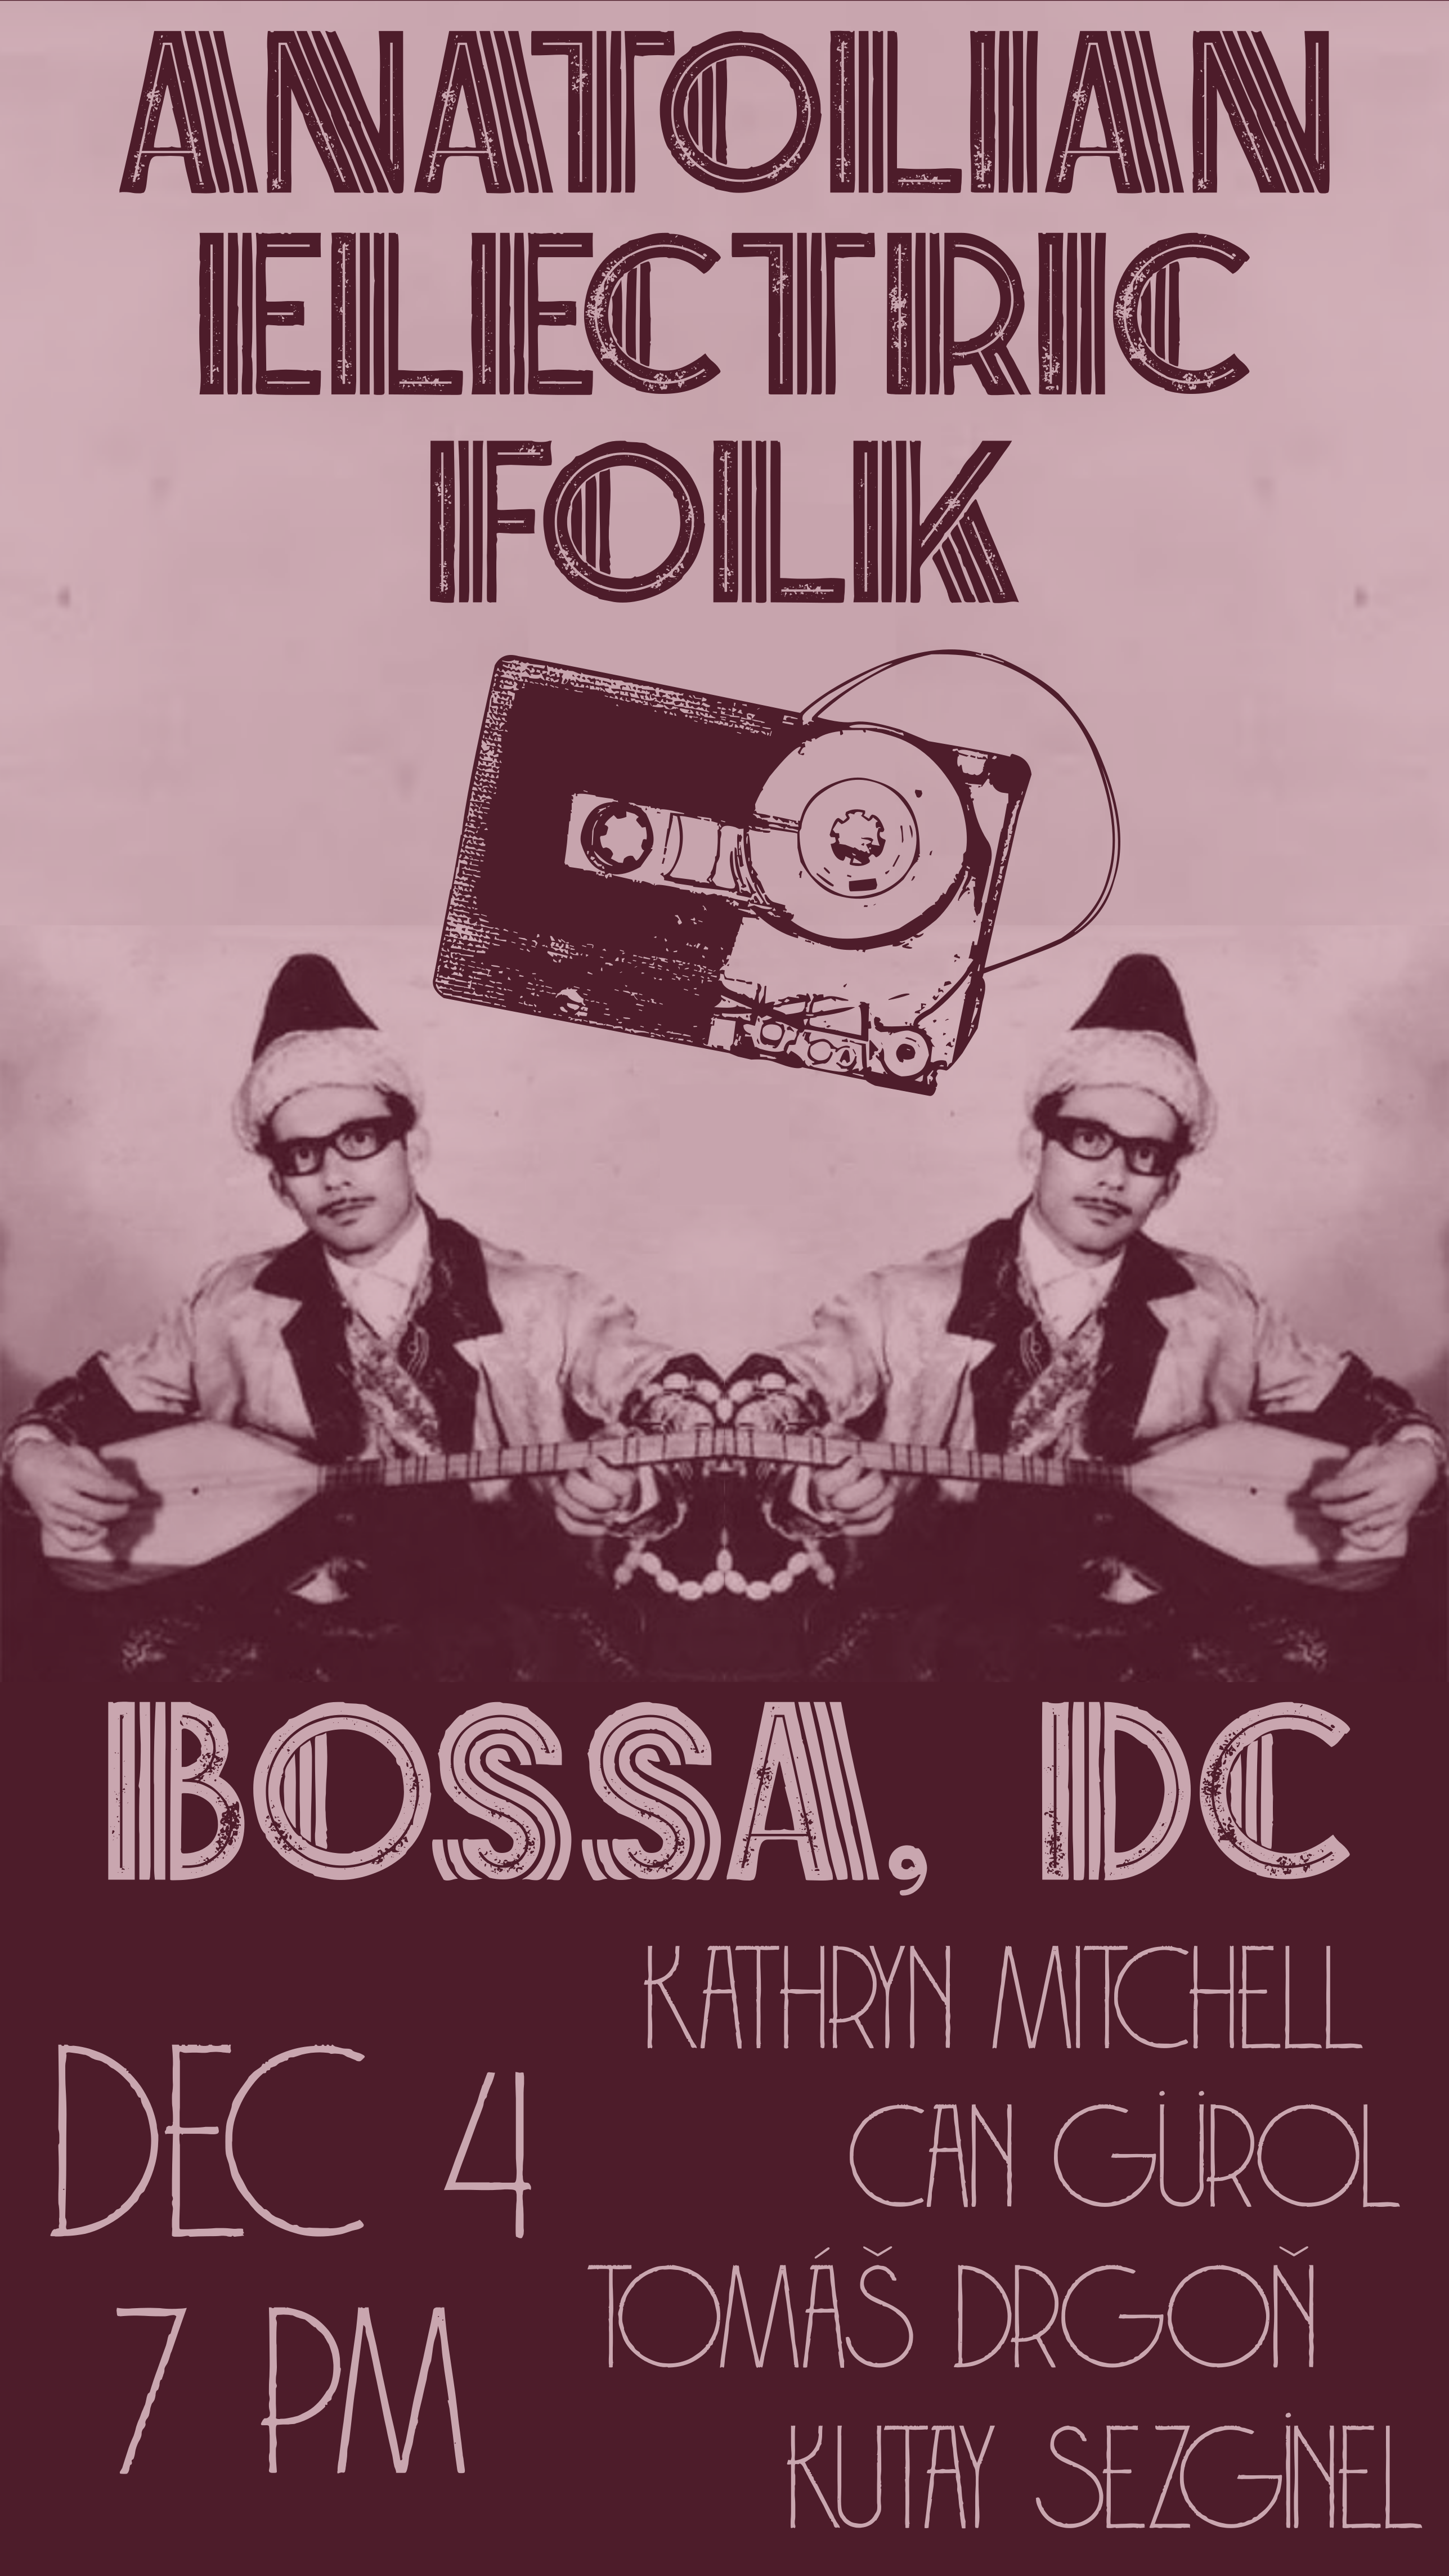 ANATOLIAN
ELECTRIC
FOLK
BOSSA, DC
DEC 4
7 PM
KATHRYN MITCHELL
CAN GÜROL
TOMÁŠ DRGOŇ
KUTAY SEZGİNEL